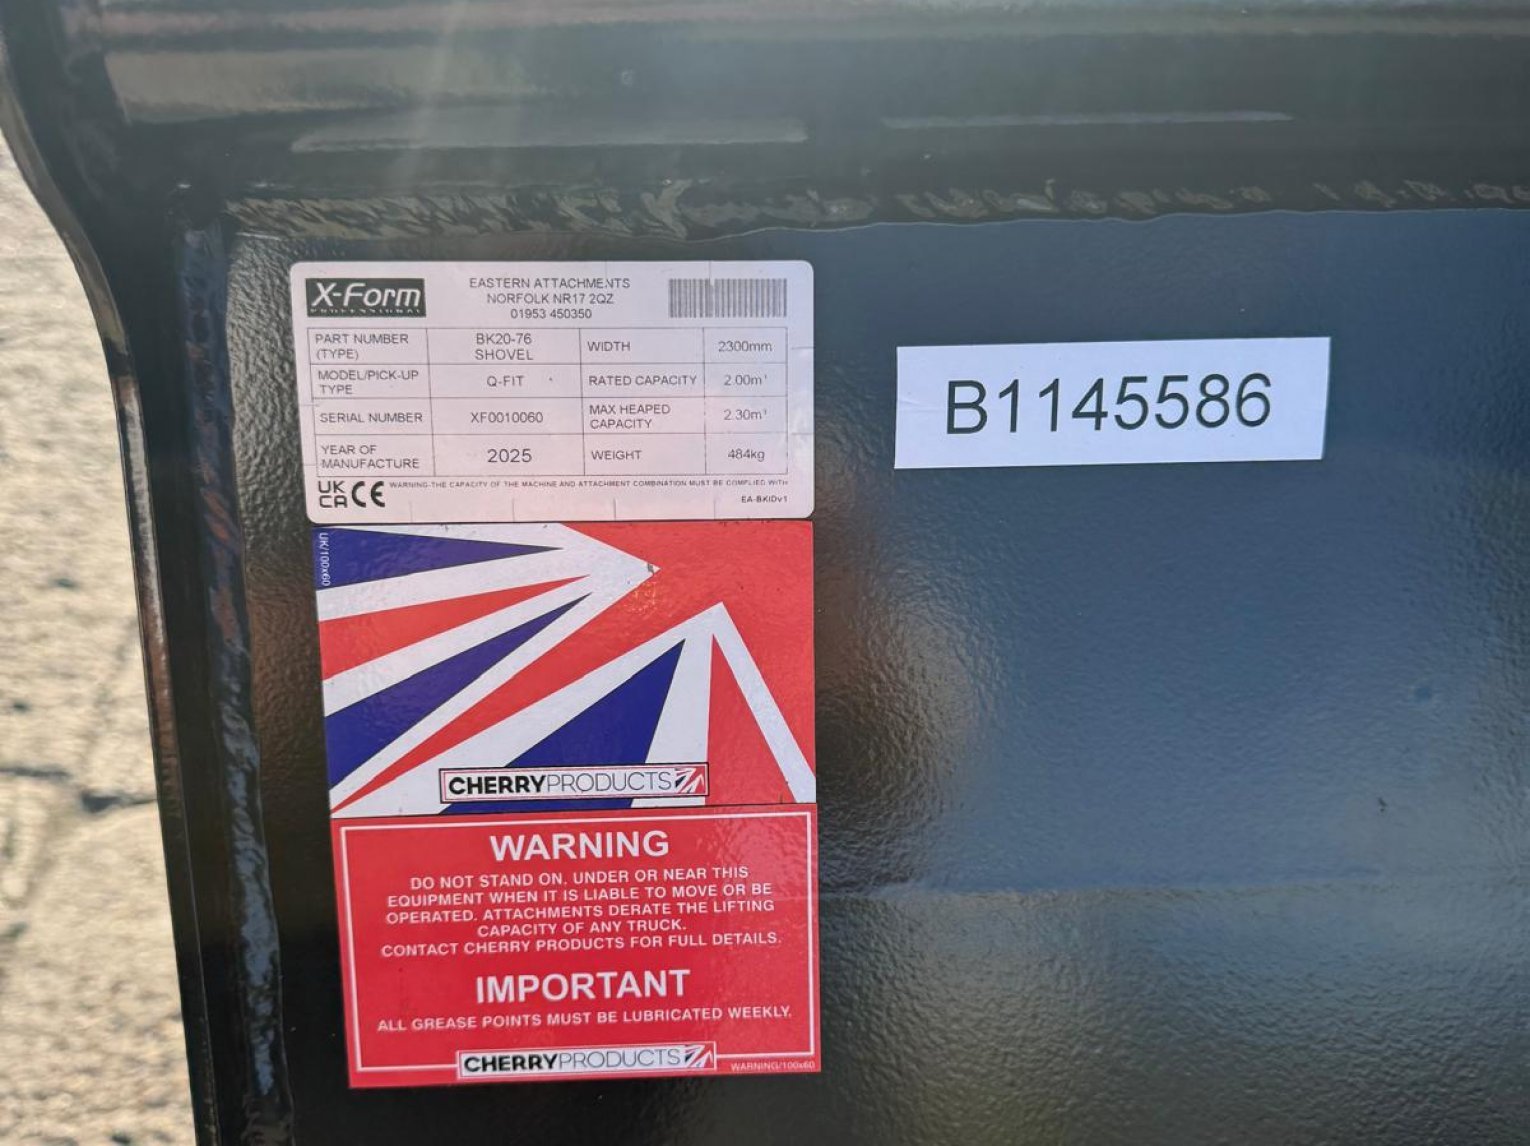 X-Form
PROFESSIONAL
EASTERN ATTACHMENTS
NORFOLK NR17 2QZ
01953 450350
PART NUMBER (TYPE) BK20-76 SHOVEL WIDTH 2300mm
MODEL/PICK-UP TYPE Q-FIT RATED CAPACITY 2.00m³
SERIAL NUMBER XF0010060 MAX HEAPED CAPACITY 2.30m³
YEAR OF MANUFACTURE 2025 WEIGHT 484kg
UK CA CE WARNING-THE CAPACITY OF THE MACHINE AND ATTACHMENT COMBINATION MUST BE COMPLIED WITH
EA-BKIDv1
B1145586
UK/100x60
CHERRYPRODUCTS
WARNING
DO NOT STAND ON, UNDER OR NEAR THIS
EQUIPMENT WHEN IT IS LIABLE TO MOVE OR BE
OPERATED. ATTACHMENTS DERATE THE LIFTING
CAPACITY OF ANY TRUCK.
CONTACT CHERRY PRODUCTS FOR FULL DETAILS.
IMPORTANT
ALL GREASE POINTS MUST BE LUBRICATED WEEKLY.
CHERRYPRODUCTS
WARNING/100x60